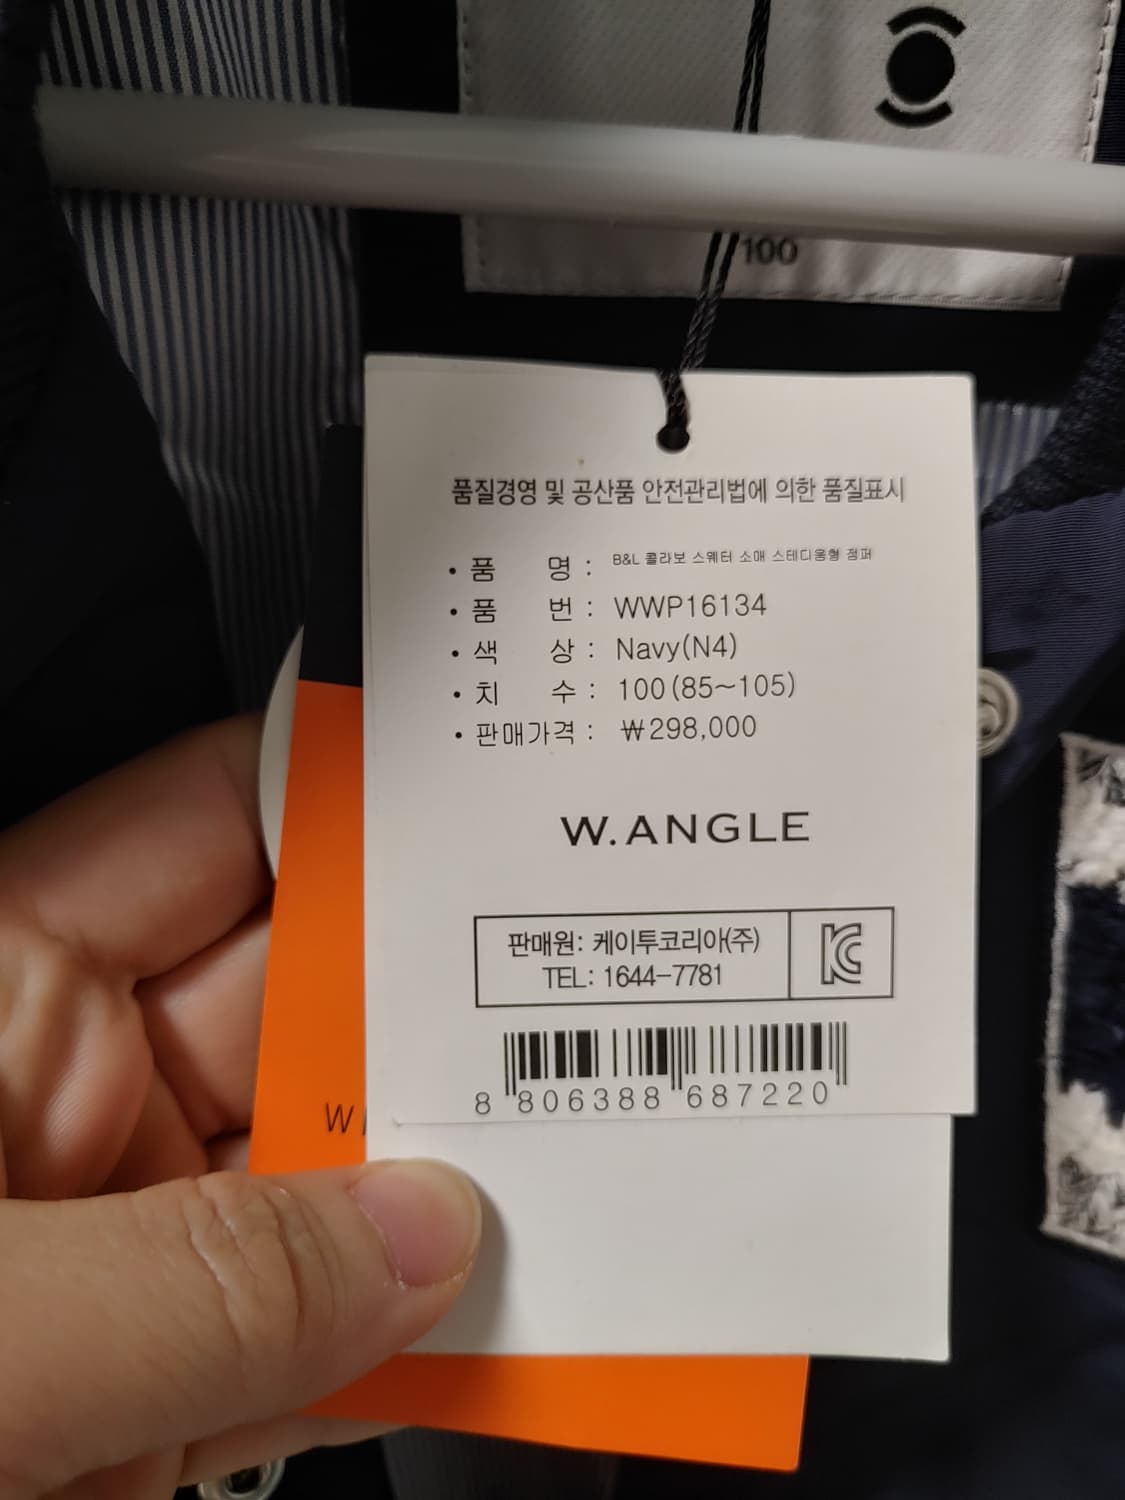 100
품질경영 및 공산품 안전관리법에 의한 품질표시
• 품 명 : B&L 콜라보 스웨터 소매 스테디움형 점퍼
• 품 번 : WWP16134
• 색 상 : Navy(N4)
• 치 수 : 100(85~105)
• 판매가격 : ₩298,000
W.ANGLE
판매원: 케이투코리아(주)
TEL: 1644-7781
8 806388 687220